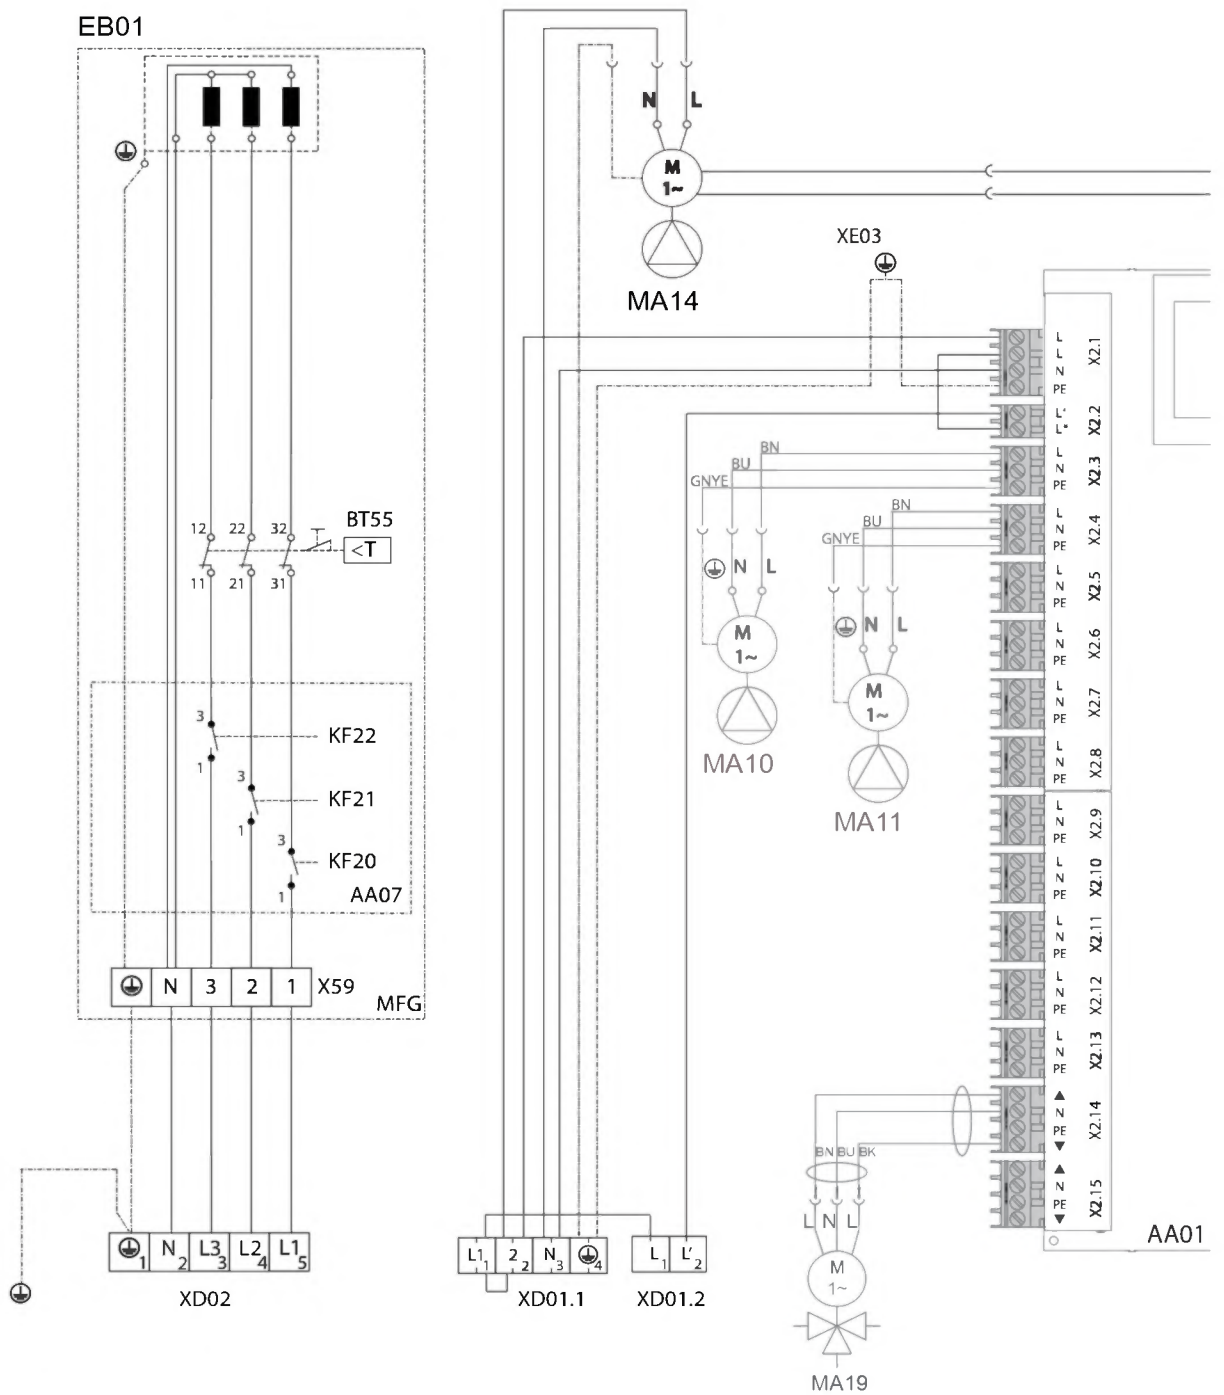 EB01
N L
M
1~
MA14
XE03
L
L
N
PE
X2.1
L'
L*
X2.2
L
N
PE
X2.3
L
N
PE
X2.4
L
N
PE
X2.5
L
N
PE
X2.6
L
N
PE
X2.7
L
N
PE
X2.8
L
N
PE
X2.9
L
N
PE
X2.10
L
N
PE
X2.11
L
N
PE
X2.12
L
N
PE
X2.13
▲
N
PE
▼
X2.14
▲
N
PE
▼
X2.15
AA01
BN
BU
GNYE
N L
M
1~
MA10
BN
BU
GNYE
N L
M
1~
MA11
12 22 32
BT55
<T
11 21 31
3
KF22
1
3
KF21
1
3
KF20
1
AA07
N 3 2 1 X59
MFG
1 N 2 L3 3 L2 4 L1 5
XD02
L1 1 2 2 N 3 4
XD01.1
L 1 L' 2
XD01.2
BN BU BK
L N L
M
1~
MA19